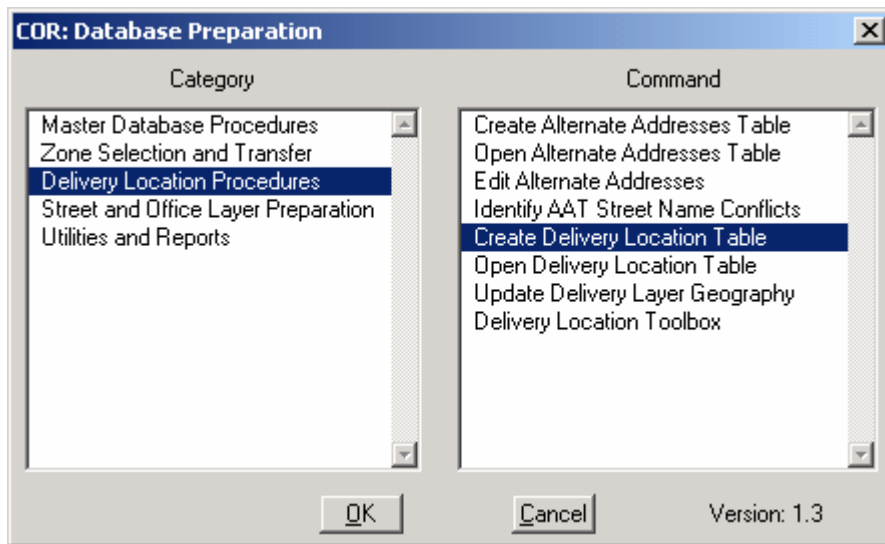 COR: Database Preparation
Category
Command
Master Database Procedures
Zone Selection and Transfer
Delivery Location Procedures
Street and Office Layer Preparation
Utilities and Reports
Create Alternate Addresses Table
Open Alternate Addresses Table
Edit Alternate Addresses
Identify AAT Street Name Conflicts
Create Delivery Location Table
Open Delivery Location Table
Update Delivery Layer Geography
Delivery Location Toolbox
OK
Cancel
Version: 1.3